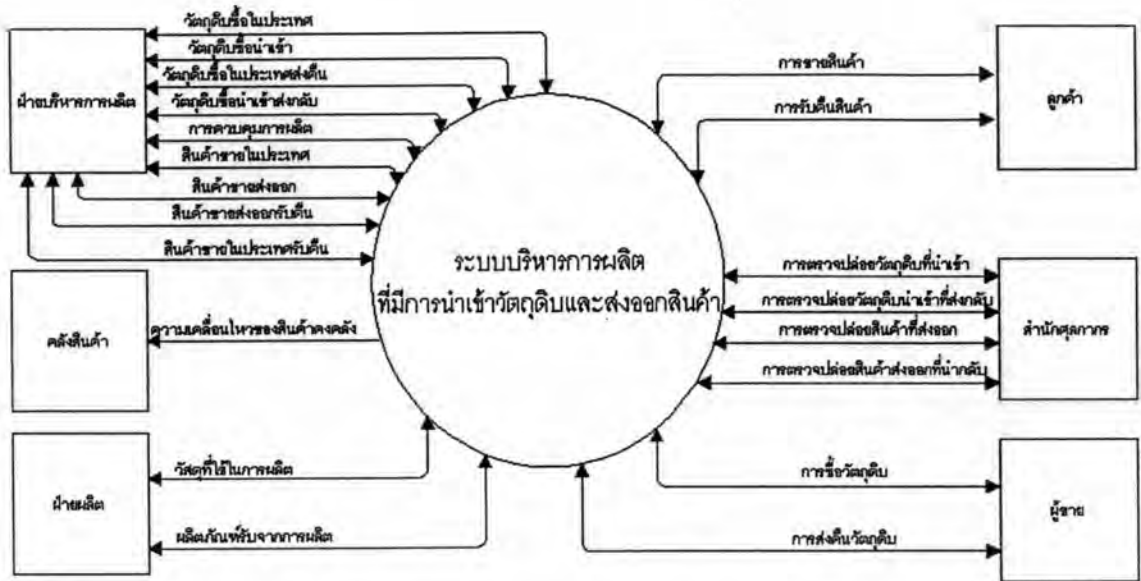 วัตถุดิบซื้อในประเทศ
วัตถุดิบซื้อนำเข้า
วัตถุดิบซื้อในประเทศส่งคืน
วัตถุดิบซื้อนำเข้าส่งกลับ
การควบคุมการผลิต
สินค้าขายในประเทศ
สินค้าขายส่งออก
สินค้าขายส่งออกรับคืน
สินค้าขายในประเทศรับคืน
ฝ่ายบริหารการผลิต
การขายสินค้า
การรับคืนสินค้า
ลูกค้า
ระบบบริหารการผลิต
ที่มีการนำเข้าวัตถุดิบและส่งออกสินค้า
คลังสินค้า
ความเคลื่อนไหวของสินค้าคงคลัง
การตรวจปล่อยวัตถุดิบที่นำเข้า
การตรวจปล่อยวัตถุดิบนำเข้าที่ส่งกลับ
การตรวจปล่อยสินค้าที่ส่งออก
การตรวจปล่อยสินค้าส่งออกที่นำกลับ
สำนักศุลกากร
ฝ่ายผลิต
วัสดุที่ใช้ในการผลิต
ผลิตภัณฑ์รับจากการผลิต
การซื้อวัตถุดิบ
การส่งคืนวัตถุดิบ
ผู้ขาย